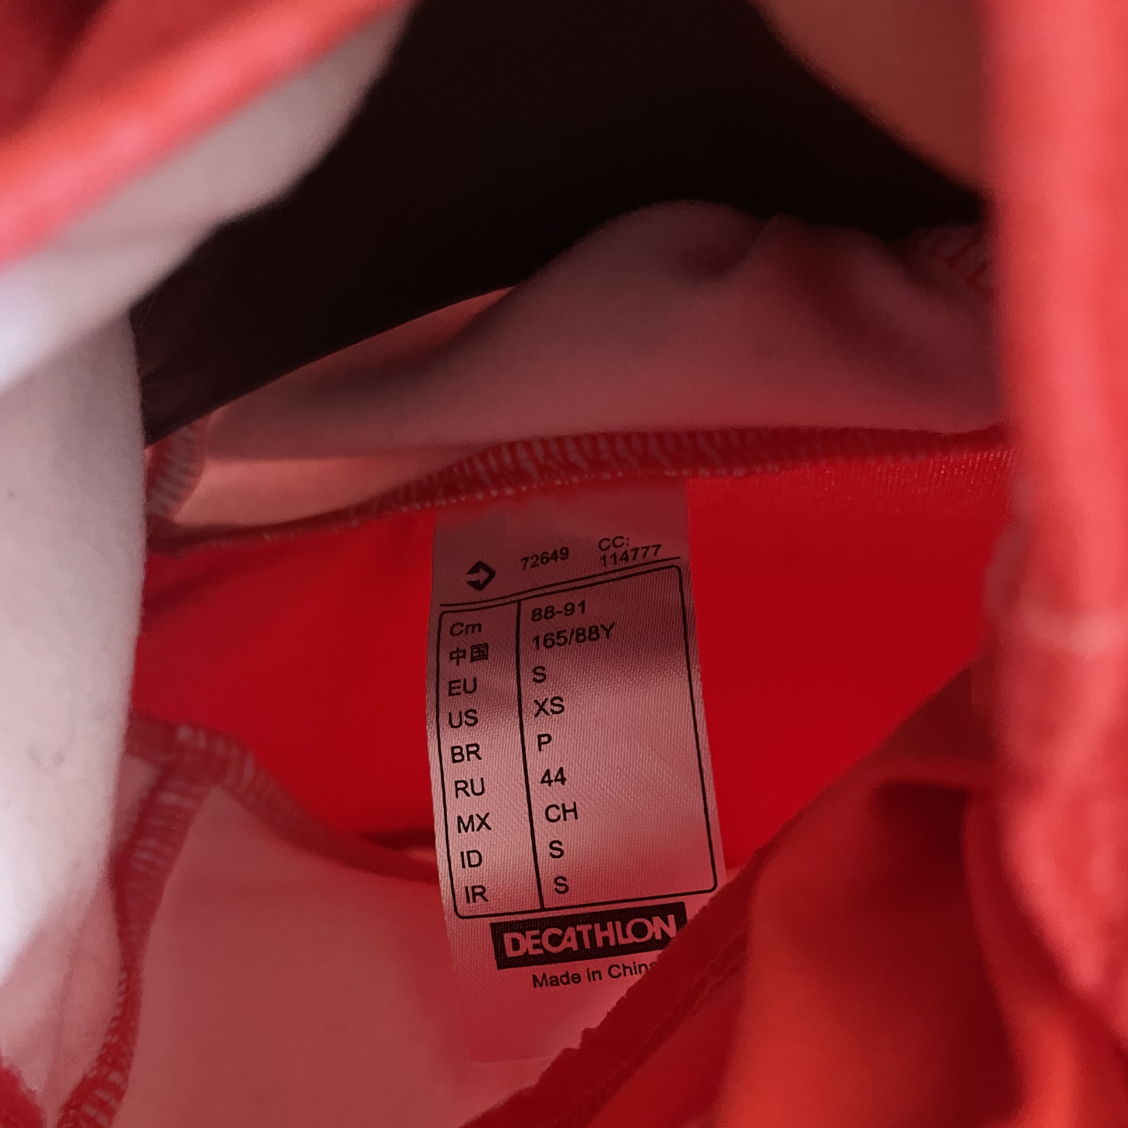 72649 CC:
114777
Cm 88-91
中国 165/88Y
EU S
US XS
BR P
RU 44
MX CH
ID S
IR S
DECATHLON
Made in China